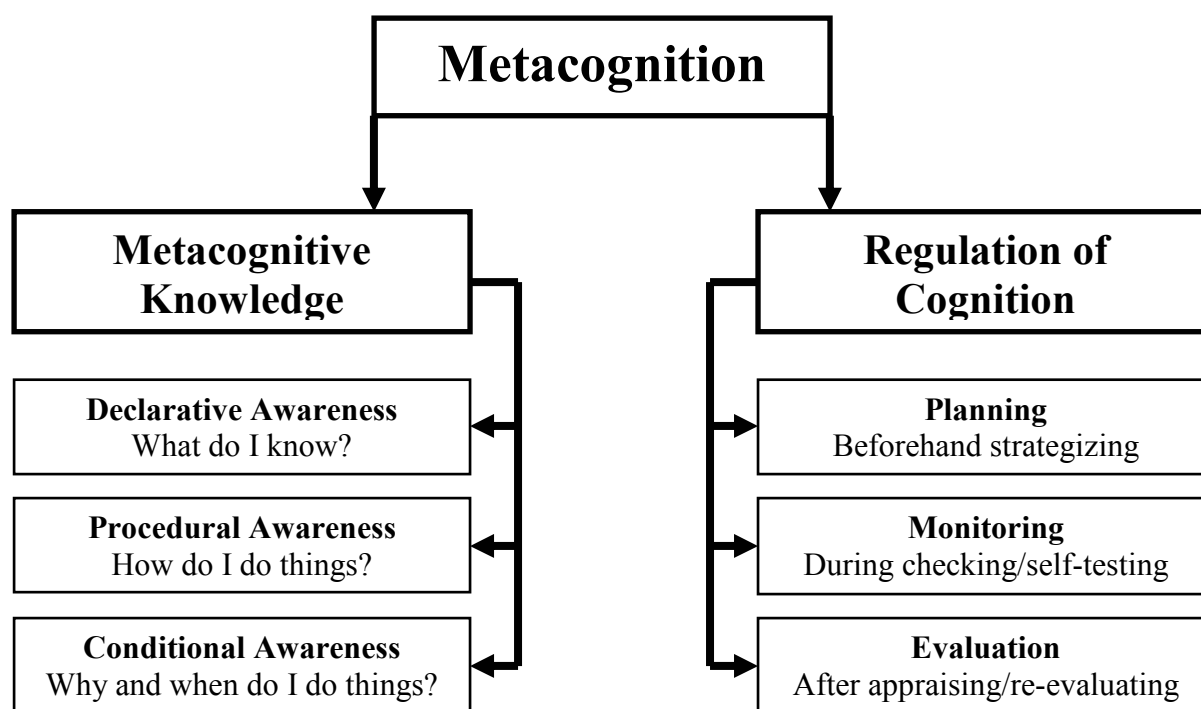 Metacognition
Metacognitive
Knowledge
Regulation of
Cognition
Declarative Awareness
What do I know?
Procedural Awareness
How do I do things?
Conditional Awareness
Why and when do I do things?
Planning
Beforehand strategizing
Monitoring
During checking/self-testing
Evaluation
After appraising/re-evaluating